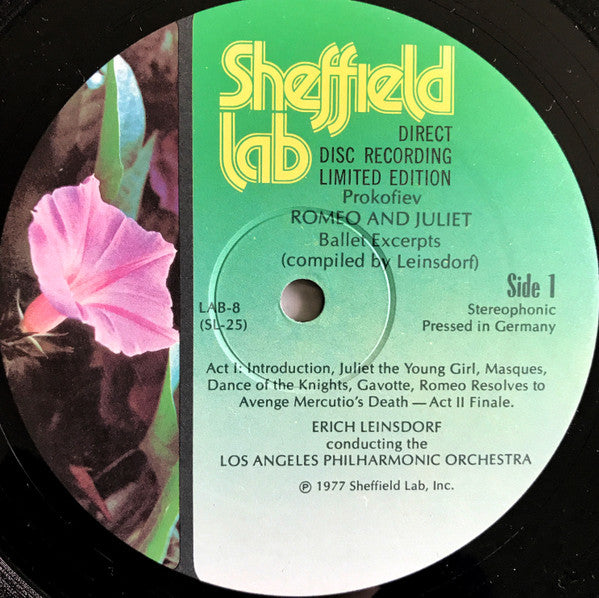 Sheffield
lab
DIRECT
DISC RECORDING
LIMITED EDITION
Prokofiev
ROMEO AND JULIET
Ballet Excerpts
(compiled by Leinsdorf)
LAB-8
(SL-25)
Side 1
Stereophonic
Pressed in Germany
Act I: Introduction, Juliet the Young Girl, Masques,
Dance of the Knights, Gavotte, Romeo Resolves to
Avenge Mercutio's Death — Act II Finale.
ERICH LEINSDORF
conducting the
LOS ANGELES PHILHARMONIC ORCHESTRA
℗ 1977 Sheffield Lab, Inc.